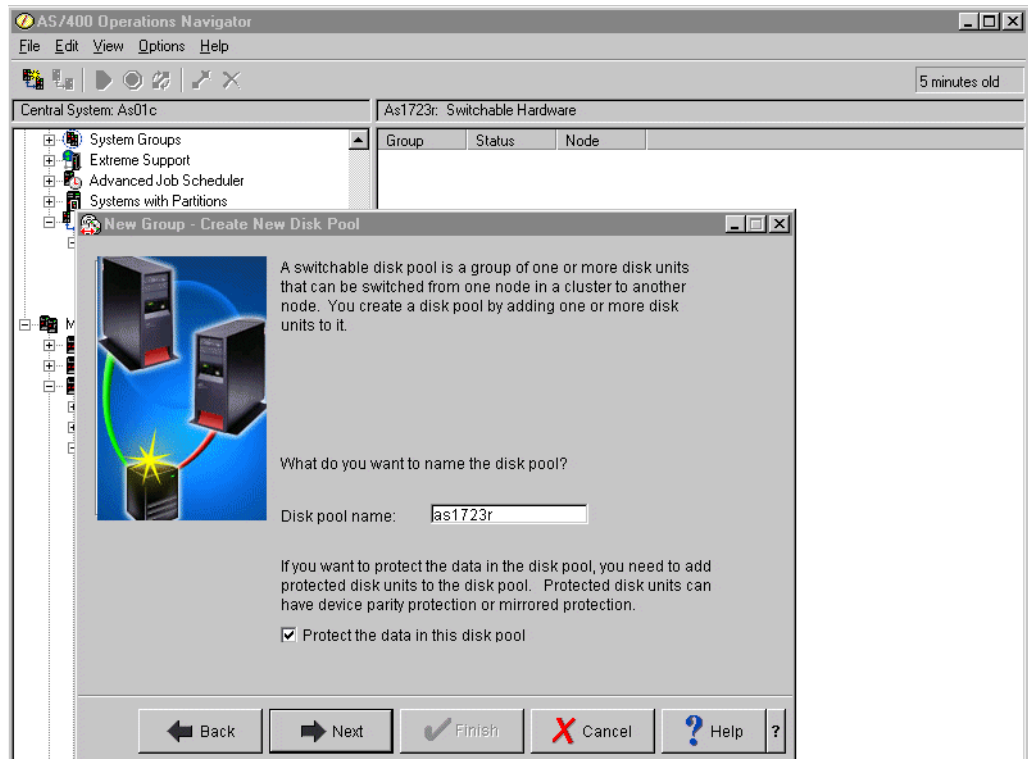 AS/400 Operations Navigator
File Edit View Options Help
5 minutes old
Central System: As01c
As1723r: Switchable Hardware
System Groups
Extreme Support
Advanced Job Scheduler
Systems with Partitions
Group Status Node
New Group - Create New Disk Pool
A switchable disk pool is a group of one or more disk units
that can be switched from one node in a cluster to another
node. You create a disk pool by adding one or more disk
units to it.
M
What do you want to name the disk pool?
Disk pool name: as1723r
If you want to protect the data in the disk pool, you need to add
protected disk units to the disk pool. Protected disk units can
have device parity protection or mirrored protection.
Protect the data in this disk pool
Back Next Finish Cancel Help ?